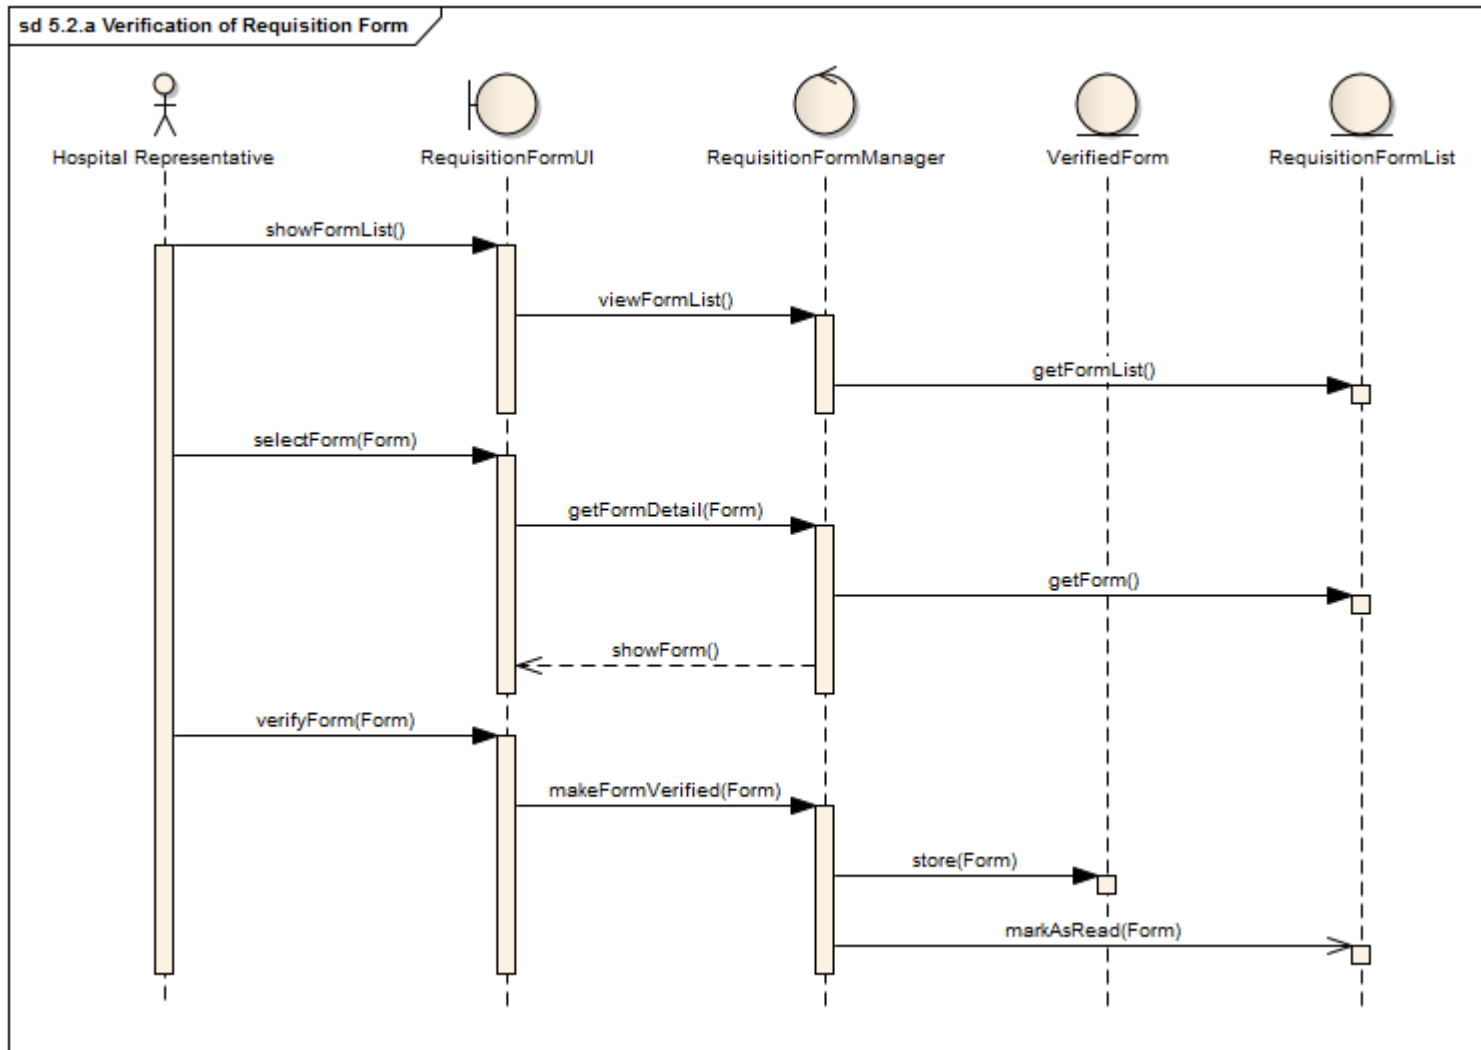 sd 5.2.a Verification of Requisition Form
Hospital Representative
RequisitionFormUI
RequisitionFormManager
VerifiedForm
RequisitionFormList
showFormList()
viewFormList()
getFormList()
selectForm(Form)
getFormDetail(Form)
getForm()
showForm()
verifyForm(Form)
makeFormVerified(Form)
store(Form)
markAsRead(Form)